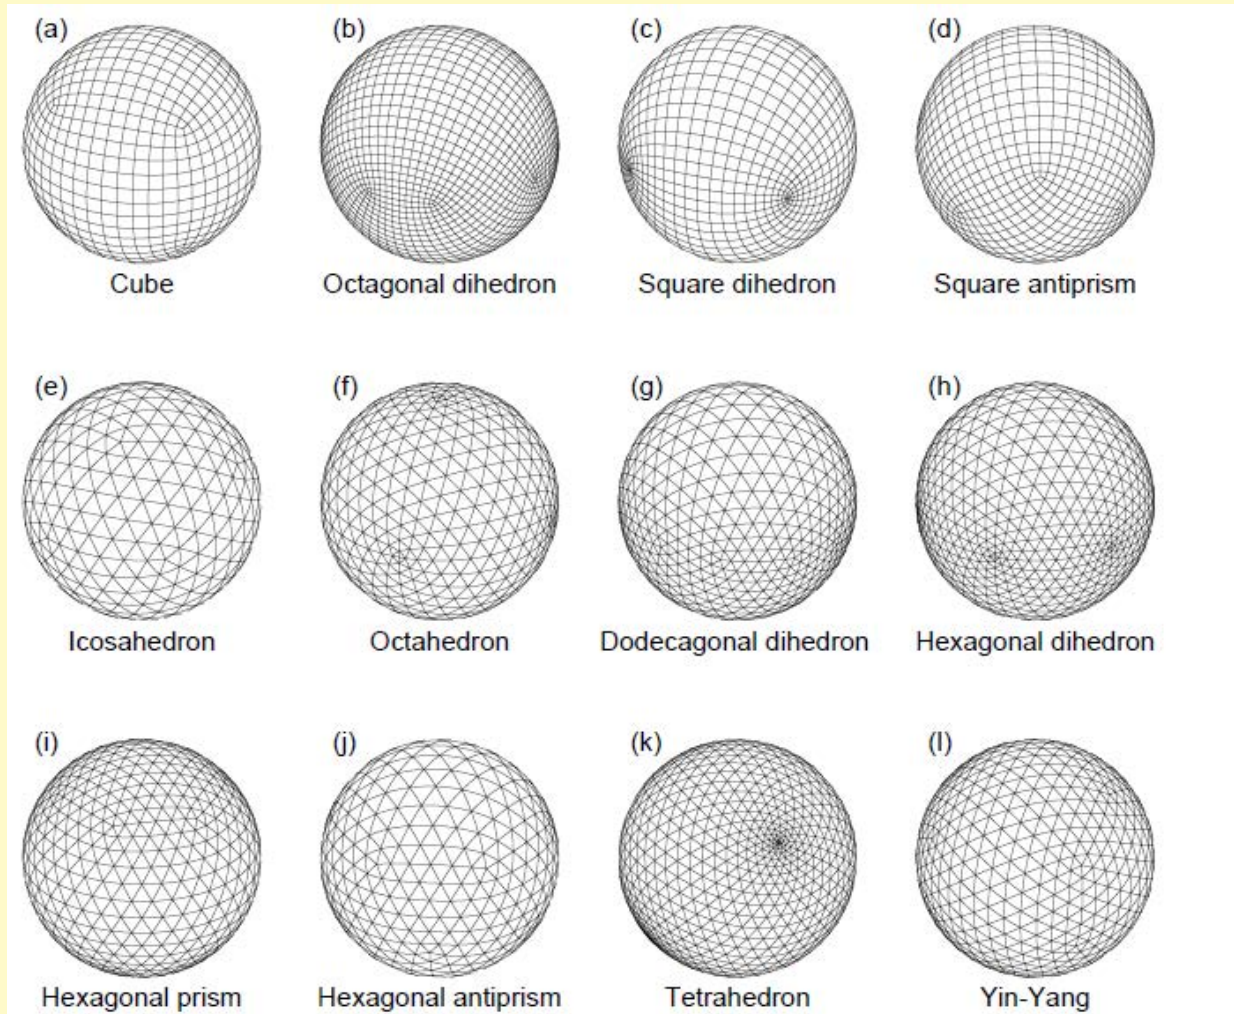 (a) (b) (c) (d)
Cube Octagonal dihedron Square dihedron Square antiprism
(e) (f) (g) (h)
Icosahedron Octahedron Dodecagonal dihedron Hexagonal dihedron
(i) (j) (k) (l)
Hexagonal prism Hexagonal antiprism Tetrahedron Yin-Yang